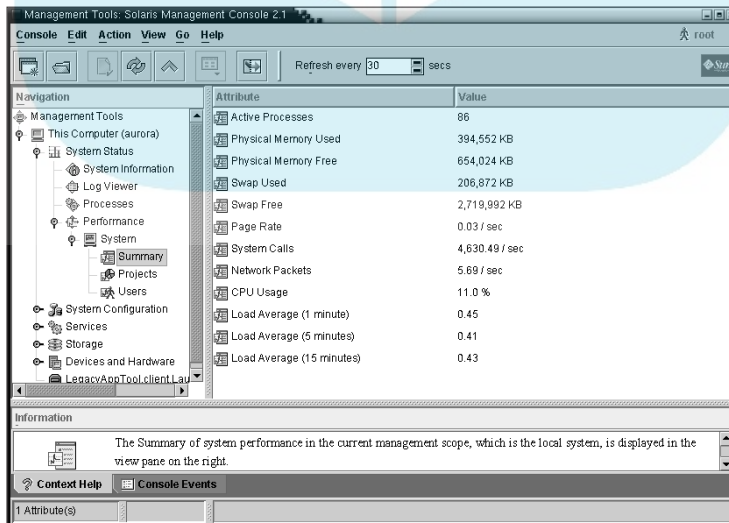 Management Tools: Solaris Management Console 2.1
Console Edit Action View Go Help
root
Refresh every 30 secs
Sun
Navigation
Attribute Value
Management Tools
This Computer (aurora)
System Status
System Information
Log Viewer
Processes
Performance
System
Summary
Projects
Users
System Configuration
Services
Storage
Devices and Hardware
LegacyAppTool.client.Lau
Active Processes 86
Physical Memory Used 394,552 KB
Physical Memory Free 654,024 KB
Swap Used 206,872 KB
Swap Free 2,719,992 KB
Page Rate 0.03 / sec
System Calls 4,630.49 / sec
Network Packets 5.69 / sec
CPU Usage 11.0 %
Load Average (1 minute) 0.45
Load Average (5 minutes) 0.41
Load Average (15 minutes) 0.43
Information
The Summary of system performance in the current management scope, which is the local system, is displayed in the
view pane on the right.
Context Help Console Events
1 Attribute(s)